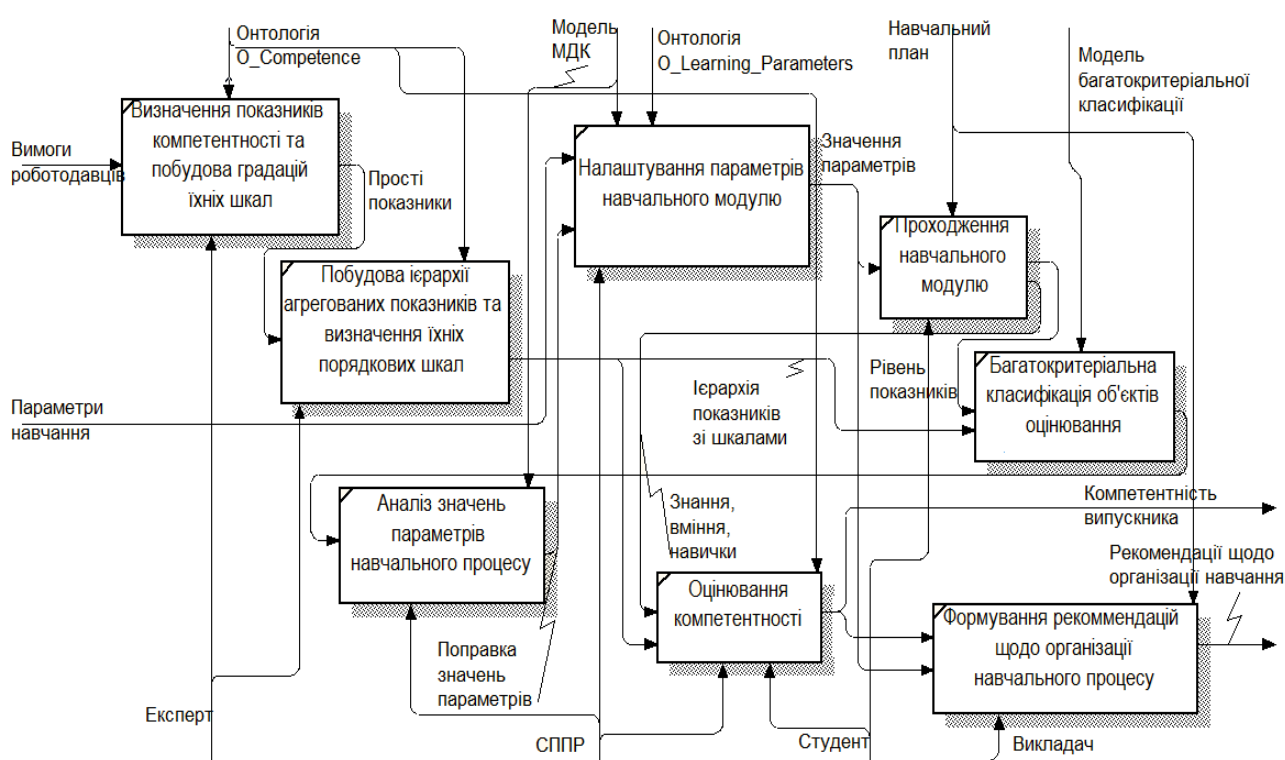 Онтологія
O_Competence
Модель
МДК
Онтологія
O_Learning_Parameters
Навчальний
план
Модель
багатокритеріальної
класифікації
Визначення показників
компетентності та
побудова градацій
їхніх шкал
Вимоги
роботодавців
Прості
показники
Налаштування параметрів
навчального модулю
Значення
параметрів
Проходження
навчального
модулю
Побудова ієрархії
агрегованих показників та
визначення їхніх
порядкових шкал
Параметри
навчання
Ієрархія
показників
зі шкалами
Рівень
показників
Багатокритеріальна
класифікація об'єктів
оцінювання
Аналіз значень
параметрів
навчального процесу
Знання,
вміння,
навички
Компетентність
випускника
Рекомендації щодо
організації навчання
Оцінювання
компетентності
Формування рекоммендацій
щодо організації
навчального процесу
Поправка
значень
параметрів
Експерт
СППР
Студент
Викладач